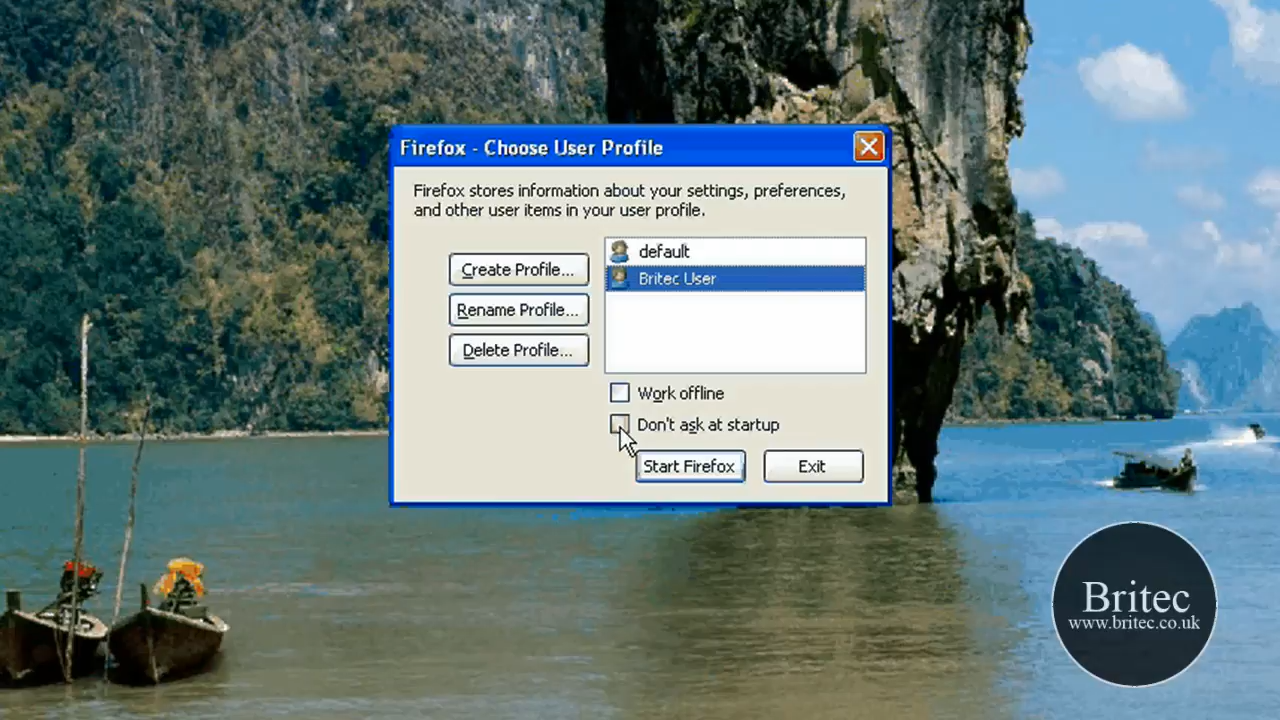 Firefox - Choose User Profile
Firefox stores information about your settings, preferences,
and other user items in your user profile.
Create Profile...
Rename Profile...
Delete Profile...
default
Britec User
Work offline
Don't ask at startup
Start Firefox
Exit
Britec
www.britec.co.uk